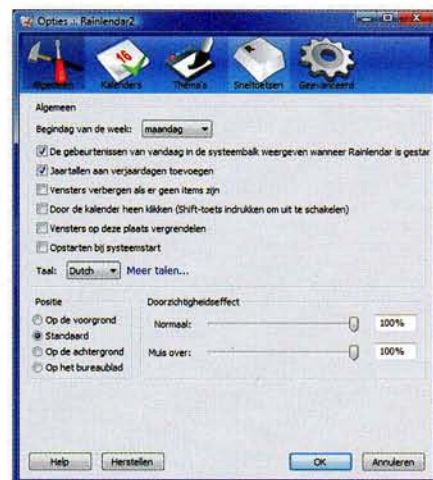 Opties :: Rainlendar2
Algemeen Kalenders Thema's Sneltoetsen Geavanceerd
Algemeen
Begindag van de week: maandag
De gebeurtenissen van vandaag in de systeembalk weergeven wanneer Rainlendar is gestar
Jaartallen aan verjaardagen toevoegen
Vensters verbergen als er geen items zijn
Door de kalender heen klikken (Shift-toets indrukken om uit te schakelen)
Vensters op deze plaats vergrendelen
Opstarten bij systeemstart
Taal: Dutch Meer talen...
Positie
Op de voorgrond
Standaard
Op de achtergrond
Op het bureaublad
Doorzichtigheidseffect
Normaal: 100%
Muis over: 100%
Help Herstellen OK Annuleren